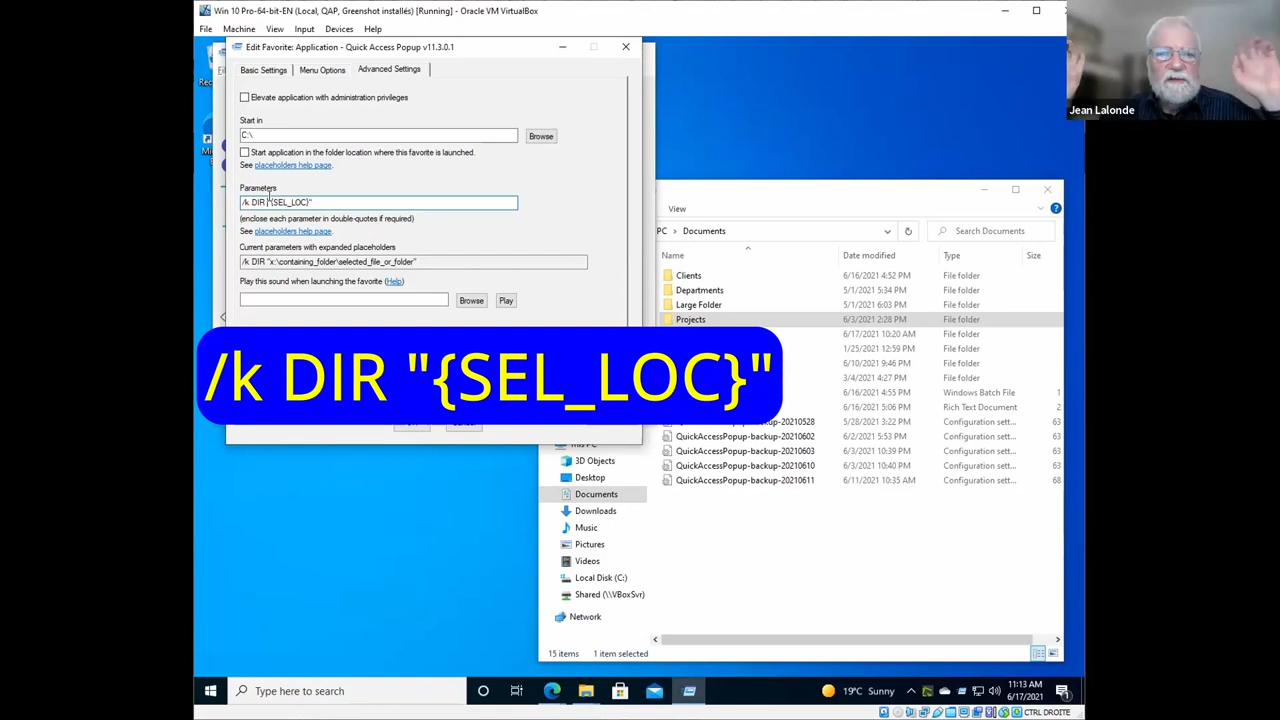 Win 10 Pro-64-bit-EN (Local, QAP, Greenshot installés) [Running] - Oracle VM VirtualBox
File Machine View Input Devices Help
Edit Favorite: Application - Quick Access Popup v11.3.0.1
Basic Settings Menu Options Advanced Settings
Elevate application with administration privileges
Start in
C:\
Browse
Start application in the folder location where this favorite is launched.
See placeholders help page.
Parameters
/k DIR "{SEL_LOC}"
(enclose each parameter in double-quotes if required)
See placeholders help page.
Current parameters with expanded placeholders
/k DIR "x:\containing_folder\selected_file_or_folder"
Play this sound when launching the favorite (Help)
Browse Play
/k DIR "{SEL_LOC}"
Jean Lalonde
View
PC > Documents
Search Documents
Name Date modified Type Size
Clients 6/16/2021 4:52 PM File folder
Departments 5/1/2021 5:34 PM File folder
Large Folder 5/1/2021 6:03 PM File folder
Projects 6/3/2021 2:28 PM File folder
6/17/2021 10:20 AM File folder
1/25/2021 12:59 PM File folder
6/10/2021 9:46 PM File folder
3/4/2021 4:27 PM File folder
6/16/2021 4:55 PM Windows Batch File 1
6/16/2021 5:06 PM Rich Text Document 2
QuickAccessPopup-backup-20210528 5/28/2021 3:22 PM Configuration sett... 63
QuickAccessPopup-backup-20210602 6/2/2021 5:53 PM Configuration sett... 63
QuickAccessPopup-backup-20210603 6/3/2021 10:39 PM Configuration sett... 63
QuickAccessPopup-backup-20210610 6/3/2021 10:40 PM Configuration sett... 63
QuickAccessPopup-backup-20210611 6/11/2021 10:35 AM Configuration sett... 68
3D Objects
Desktop
Documents
Downloads
Music
Pictures
Videos
Local Disk (C:)
Shared (\\VBoxSvr)
Network
15 items 1 item selected
Type here to search
19°C Sunny
11:13 AM
6/17/2021
1
CTRL DROITE